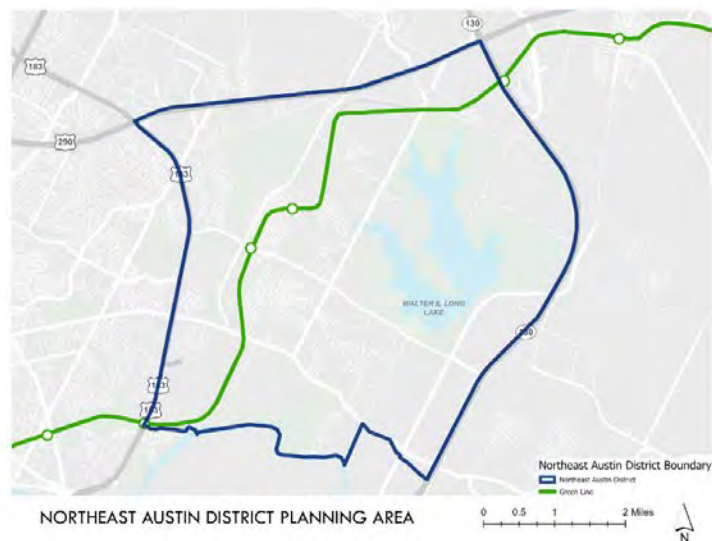 130
183
290
183
WALTER E. LONG
LAKE
130
183
183
Northeast Austin District Boundary
Northeast Austin District
Green Line
NORTHEAST AUSTIN DISTRICT PLANNING AREA
0 0.5 1 2 Miles
N